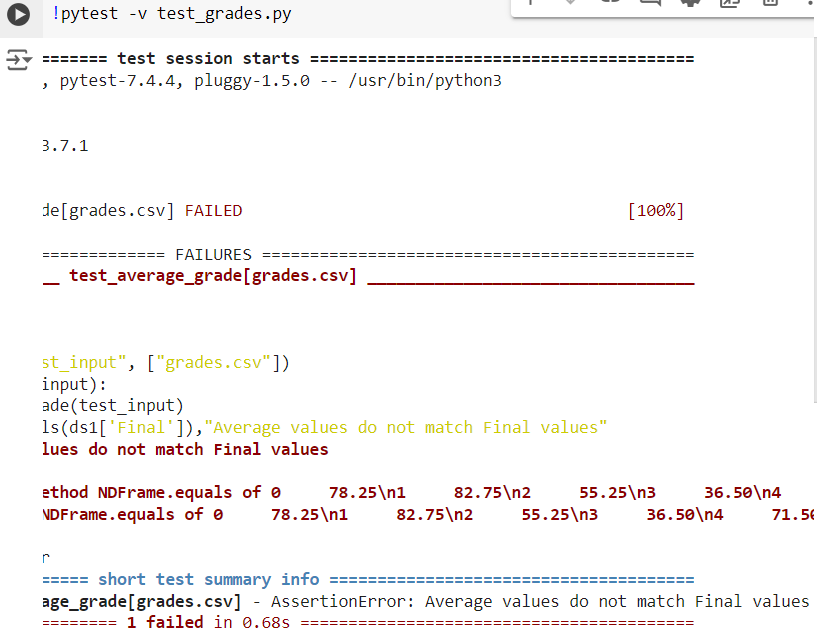 !pytest -v test_grades.py
======= test session starts ========================================
, pytest-7.4.4, pluggy-1.5.0 -- /usr/bin/python3
3.7.1
de[grades.csv] FAILED [100%]
============= FAILURES =============================================
__ test_average_grade[grades.csv] __________________________________
st_input", ["grades.csv"])
input):
ade(test_input)
ls(ds1['Final']),"Average values do not match Final values"
lues do not match Final values
ethod NDFrame.equals of 0 78.25\n1 82.75\n2 55.25\n3 36.50\n4
NDFrame.equals of 0 78.25\n1 82.75\n2 55.25\n3 36.50\n4 71.50
r
===== short test summary info ======================================
age_grade[grades.csv] - AssertionError: Average values do not match Final values
======== 1 failed in 0.68s =========================================